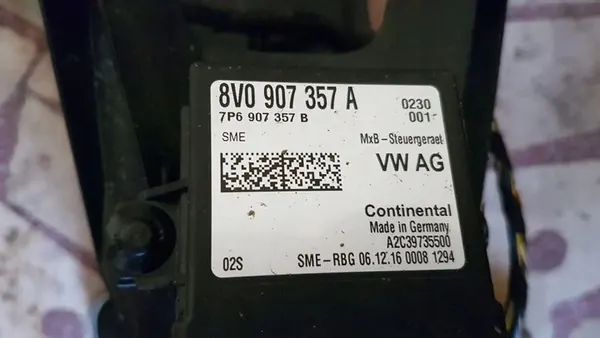 8V0 907 357 A 0230
7P6 907 357 B 001-
SME MxB-Steuergeraet
VW AG
Continental
Made in Germany
A2C39735500
02S SME-RBG 06.12.16 0008 1294